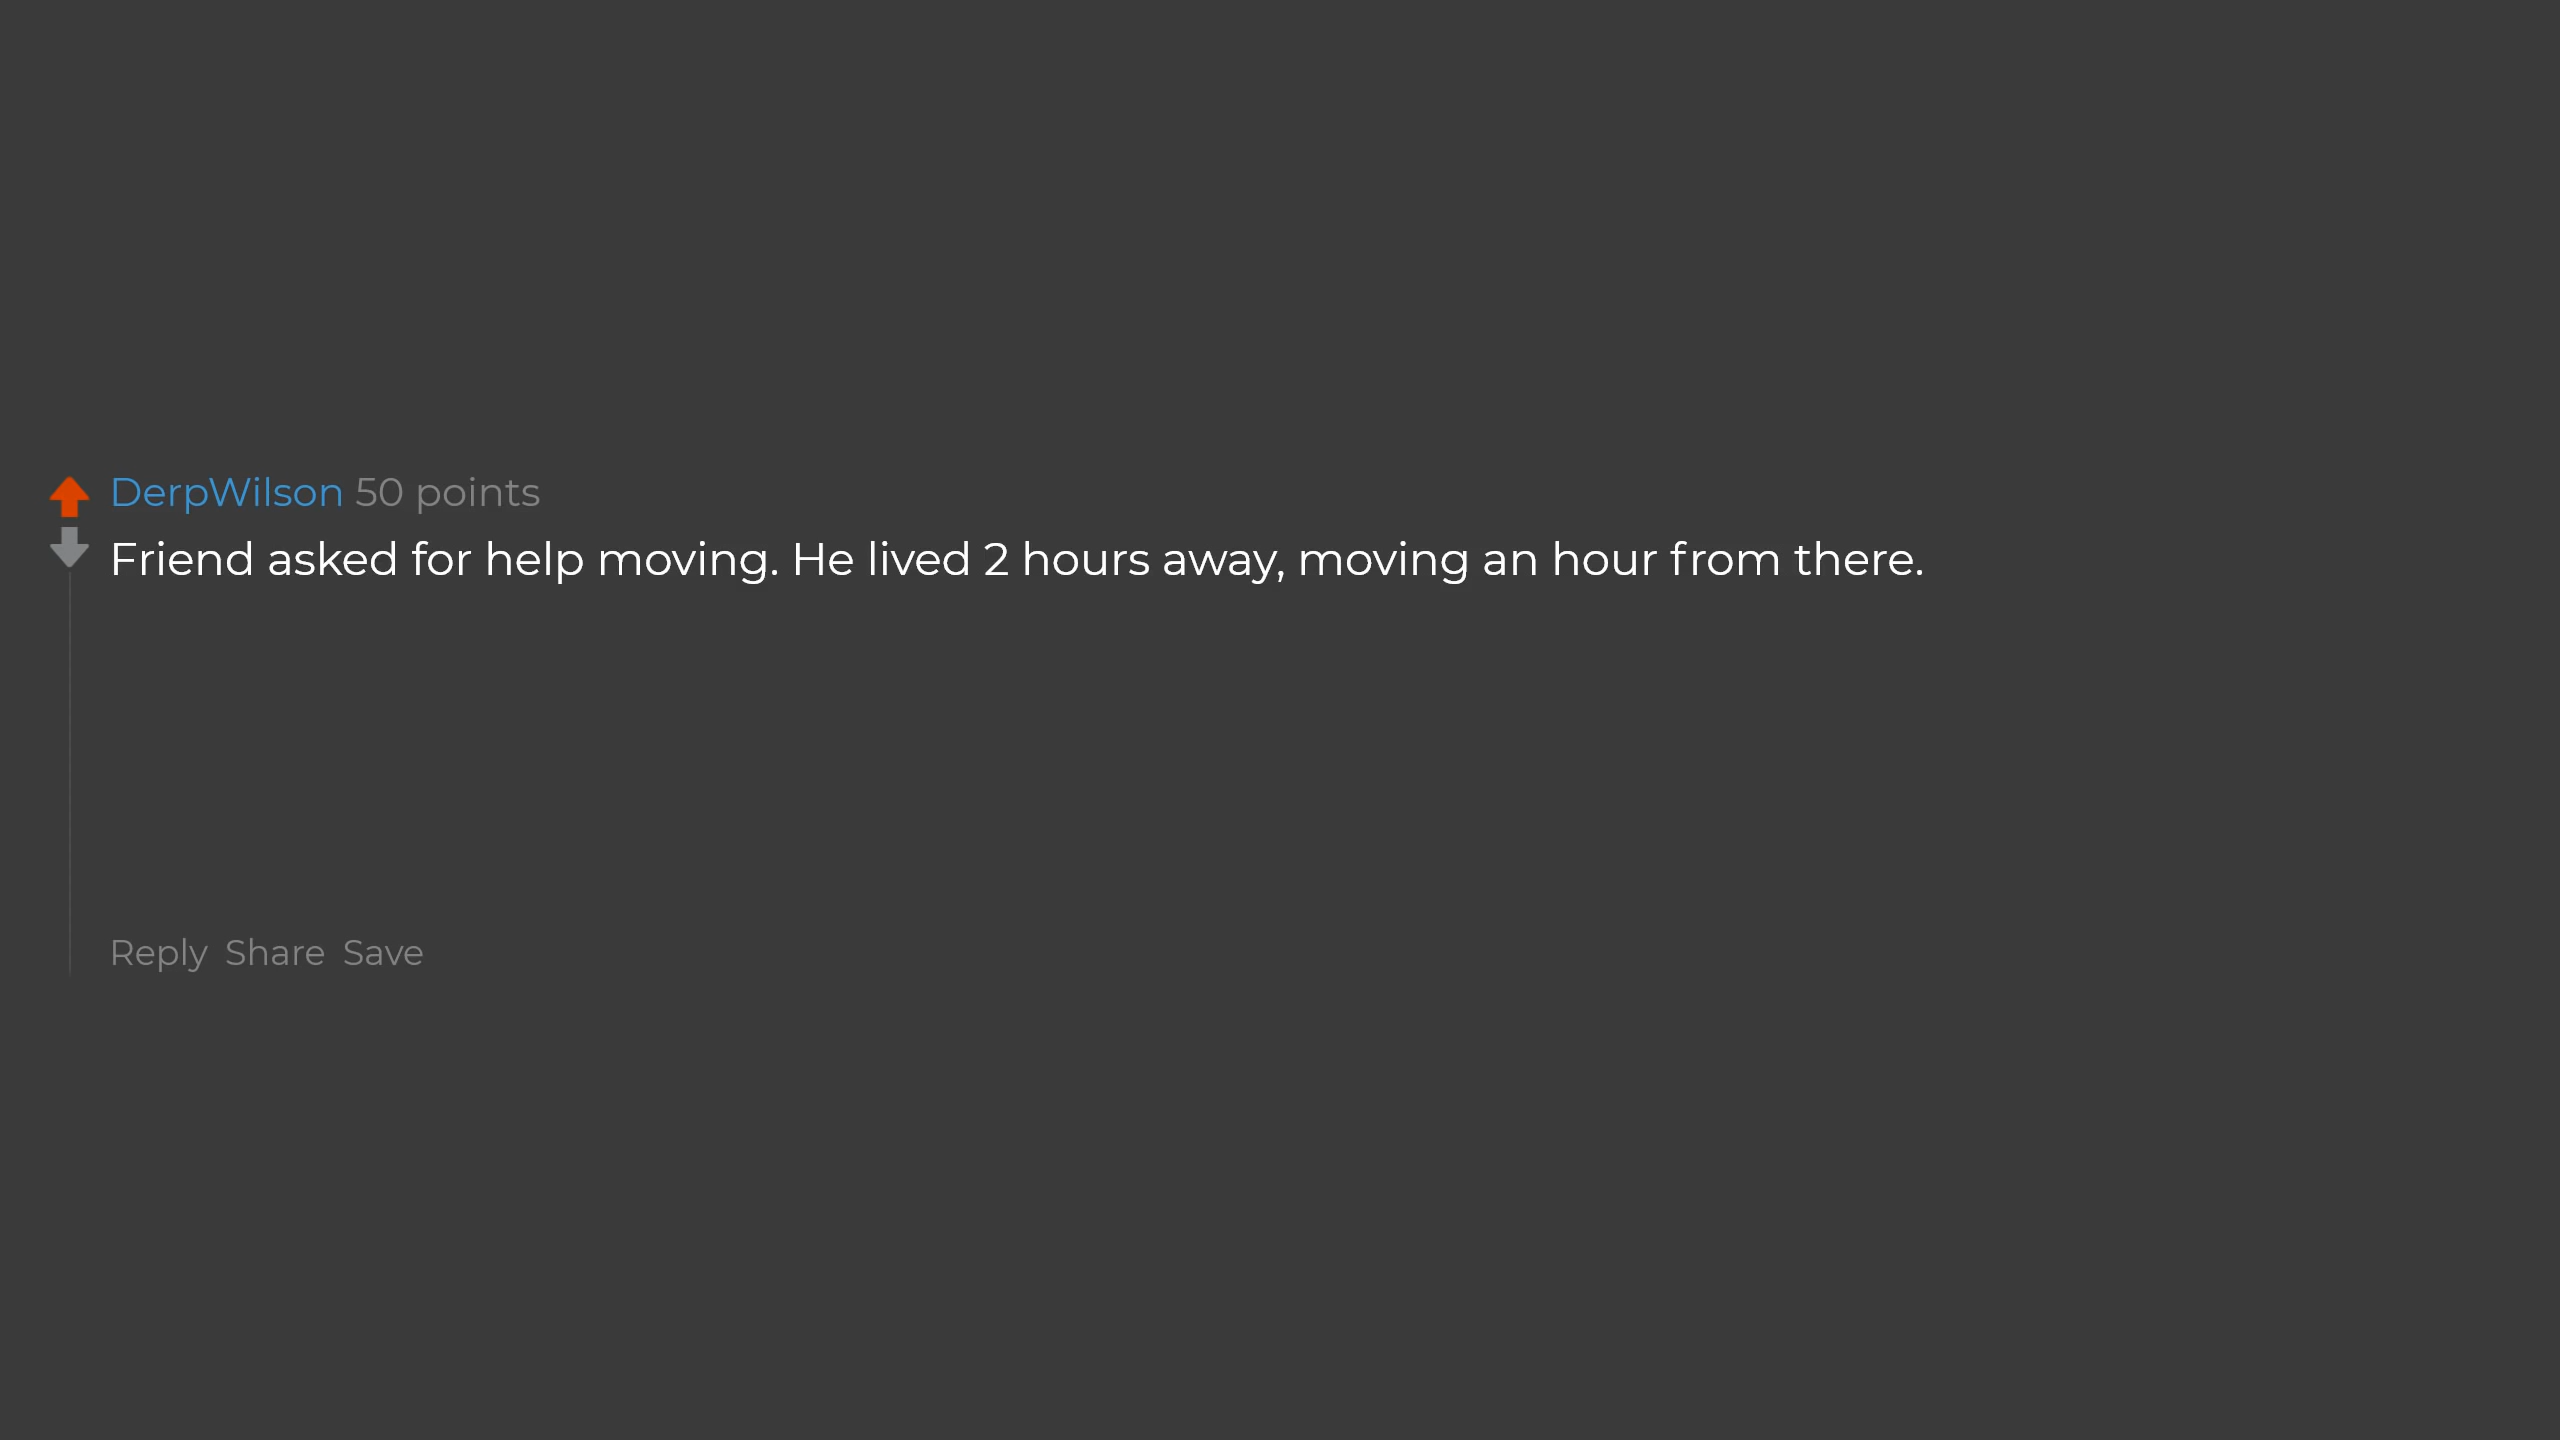 DerpWilson 50 points
Friend asked for help moving. He lived 2 hours away, moving an hour from there.
Reply Share Save